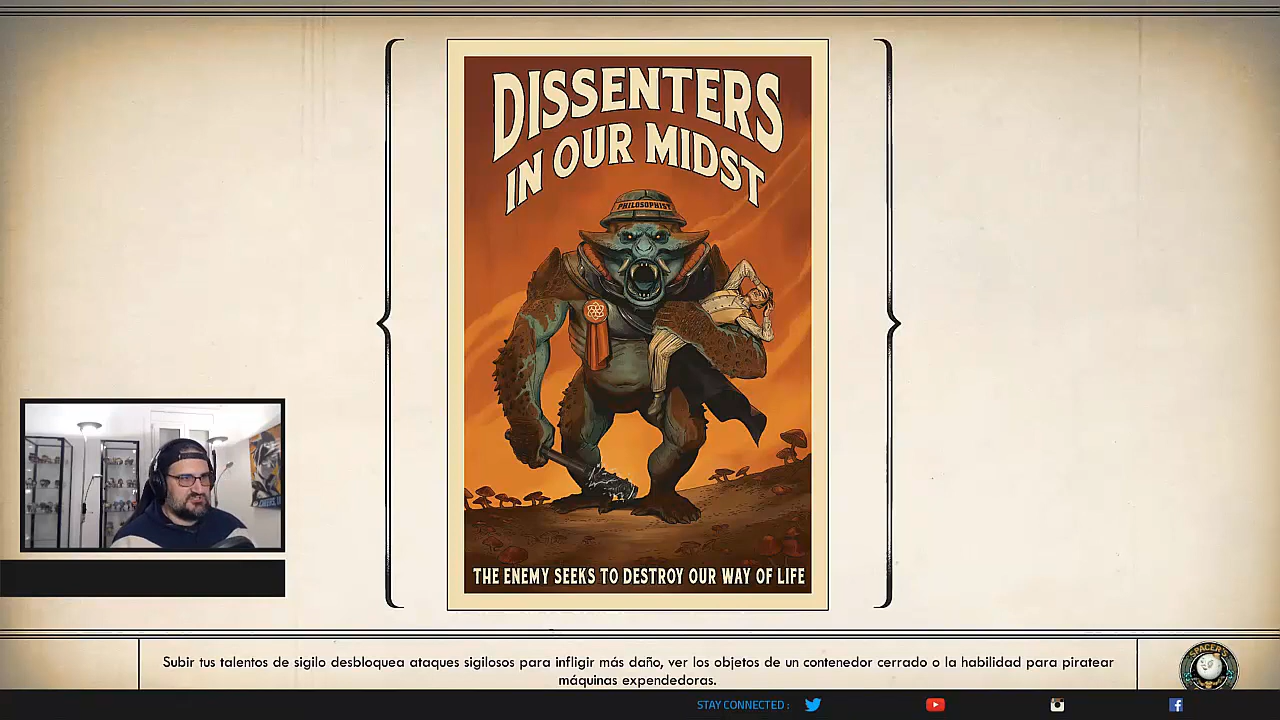 DISSENTERS
IN OUR MIDST
PHILOSOPHIST
THE ENEMY SEEKS TO DESTROY OUR WAY OF LIFE
Subir tus talentos de sigilo desbloquea ataques sigilosos para infligir más daño, ver los objetos de un contenedor cerrado o la habilidad para piratear
máquinas expendedoras.
SPACER'S
STAY CONNECTED :